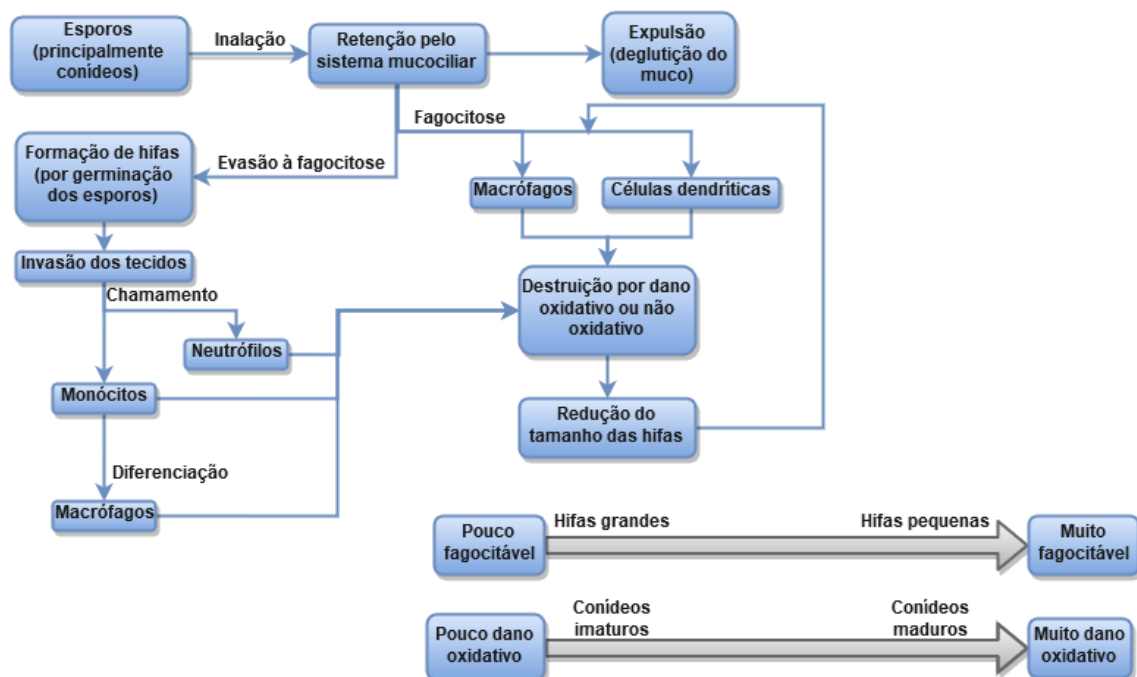 Esporos
(principalmente
conídeos)
Inalação
Retenção pelo
sistema mucociliar
Expulsão
(deglutição do
muco)
Fagocitose
Formação de hifas
(por germinação
dos esporos)
Evasão à fagocitose
Macrófagos
Células dendríticas
Invasão dos tecidos
Chamamento
Destruição por dano
oxidativo ou não
oxidativo
Neutrófilos
Monócitos
Redução do
tamanho das hifas
Diferenciação
Macrófagos
Pouco
fagocitável
Hifas grandes
Hifas pequenas
Muito
fagocitável
Pouco dano
oxidativo
Conídeos
imaturos
Conídeos
maduros
Muito dano
oxidativo